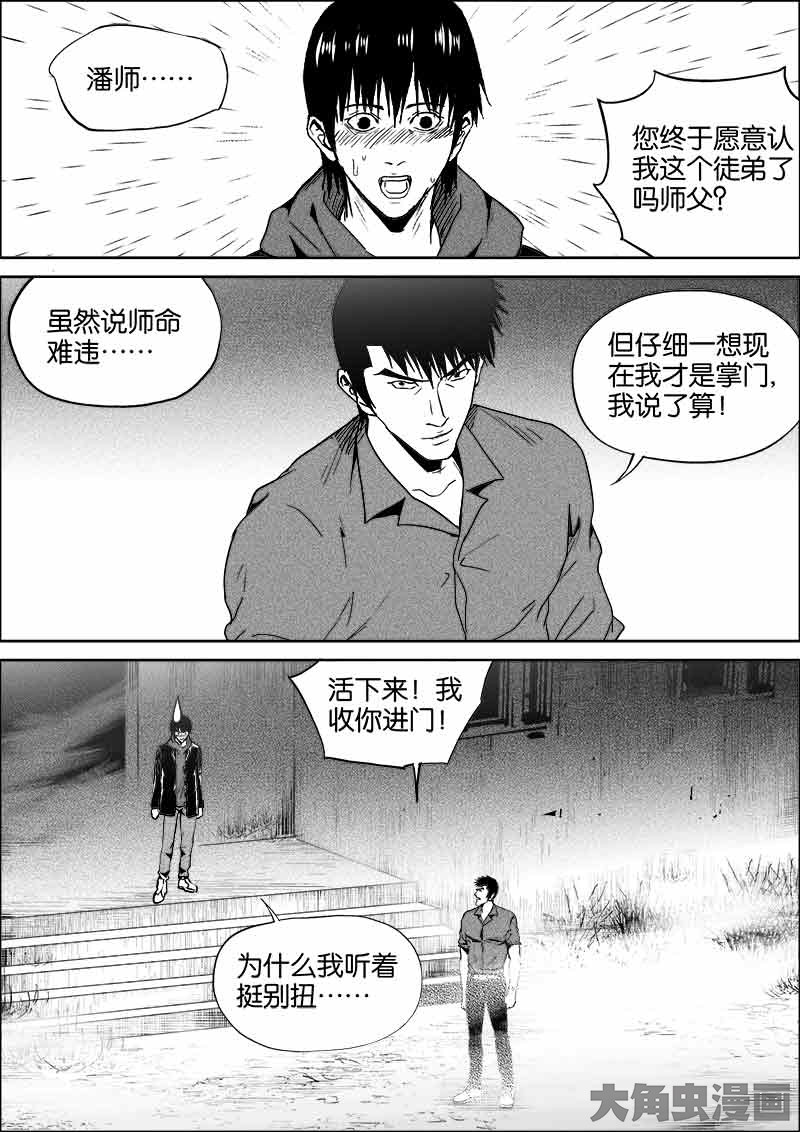 潘师……
您终于愿意认
我这个徒弟了
吗师父?
虽然说师命
难违……
但仔细一想现
在我才是掌门,
我说了算!
活下来!我
收你进门!
为什么我听着
挺别扭……
大角虫漫画